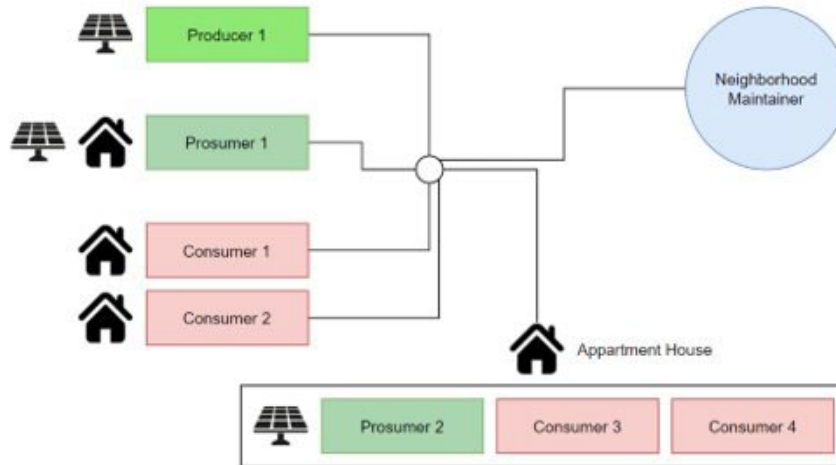 Producer 1
Neighborhood
Maintainer
Prosumer 1
Consumer 1
Consumer 2
Appartment House
Prosumer 2
Consumer 3
Consumer 4